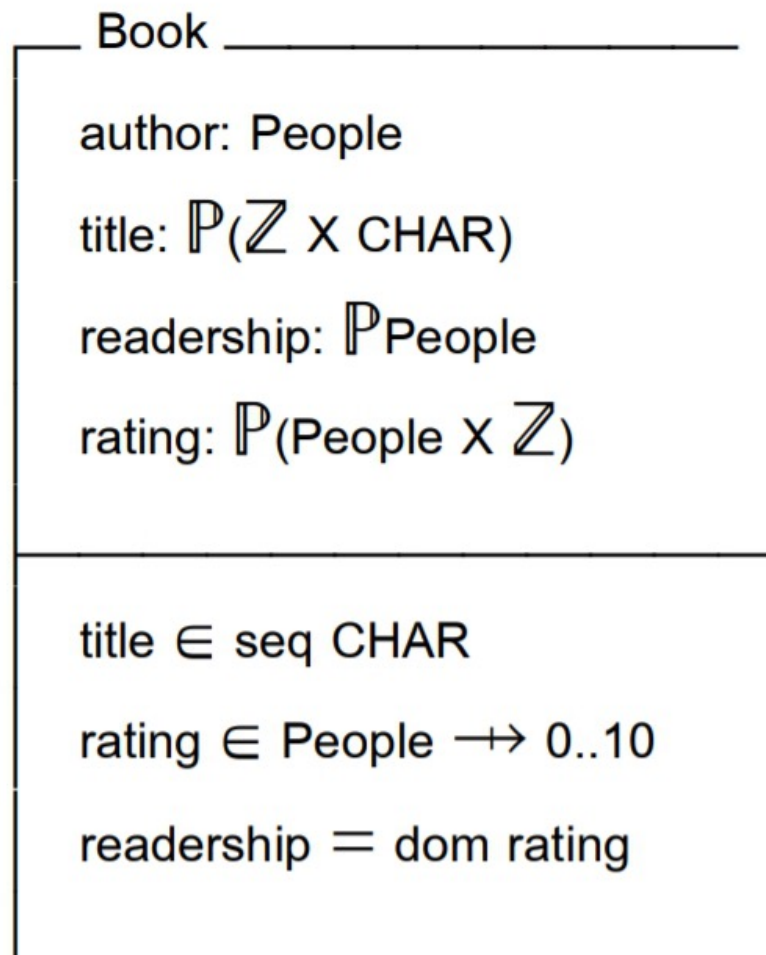 Book
author: People
title: ℙ(ℤ X CHAR)
readership: ℙPeople
rating: ℙ(People X ℤ)
title ∈ seq CHAR
rating ∈ People ⇸ 0..10
readership = dom rating